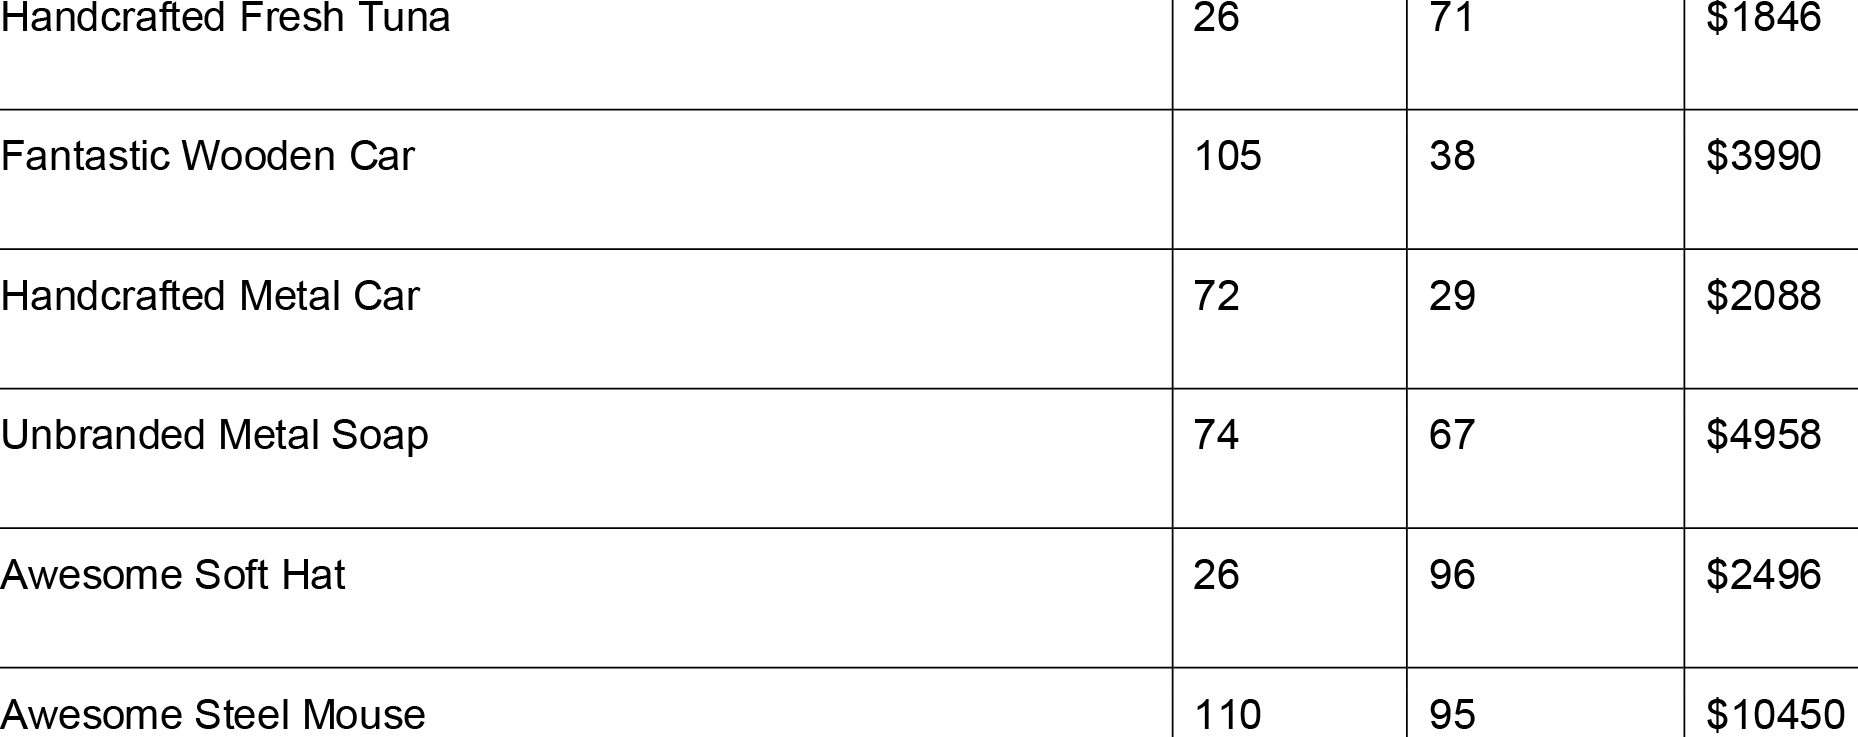 Handcrafted Fresh Tuna 26 71 $1846
Fantastic Wooden Car 105 38 $3990
Handcrafted Metal Car 72 29 $2088
Unbranded Metal Soap 74 67 $4958
Awesome Soft Hat 26 96 $2496
Awesome Steel Mouse 110 95 $10450